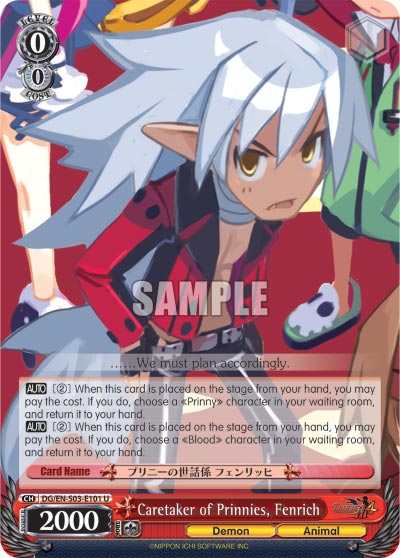 LEVEL
0
0
COST
SAMPLE
……We must plan accordingly.
AUTO [②] When this card is placed on the stage from your hand, you may
pay the cost. If you do, choose a «Prinny» character in your waiting room,
and return it to your hand.
AUTO [②] When this card is placed on the stage from your hand, you may
pay the cost. If you do, choose a «Blood» character in your waiting room,
and return it to your hand.
Card Name プリニーの世話係 フェンリッヒ
CH DG/EN-S03-E101 U
Caretaker of Prinnies, Fenrich
POWER
2000
Demon Animal
©NIPPON ICHI SOFTWARE INC.